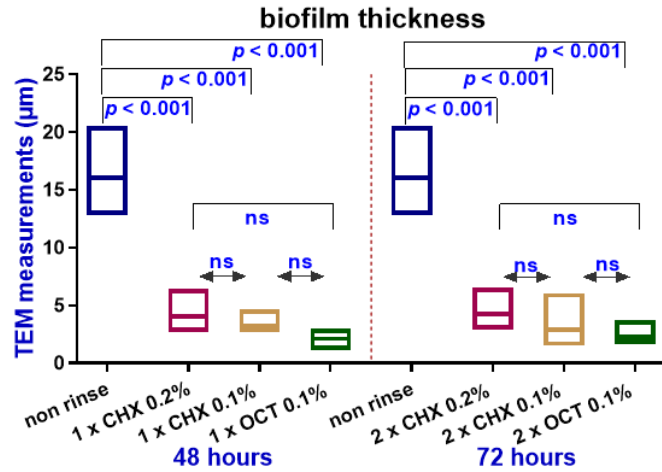 biofilm thickness
p < 0.001
p < 0.001
p < 0.001
p < 0.001
p < 0.001
p < 0.001
TEM measurements (µm)
25
20
15
10
5
0
ns
ns
ns
ns
ns
ns
non rinse
1 x CHX 0.2%
1 x CHX 0.1%
1 x OCT 0.1%
non rinse
2 x CHX 0.2%
2 x CHX 0.1%
2 x OCT 0.1%
48 hours
72 hours